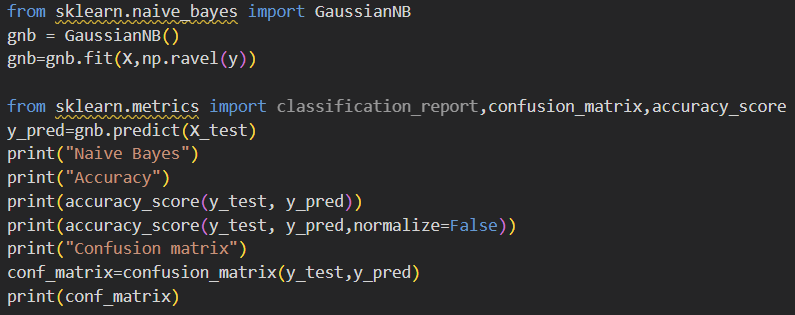 from sklearn.naive_bayes import GaussianNB
gnb = GaussianNB()
gnb=gnb.fit(X,np.ravel(y))
from sklearn.metrics import classification_report,confusion_matrix,accuracy_score
y_pred=gnb.predict(X_test)
print("Naive Bayes")
print("Accuracy")
print(accuracy_score(y_test, y_pred))
print(accuracy_score(y_test, y_pred,normalize=False))
print("Confusion matrix")
conf_matrix=confusion_matrix(y_test,y_pred)
print(conf_matrix)